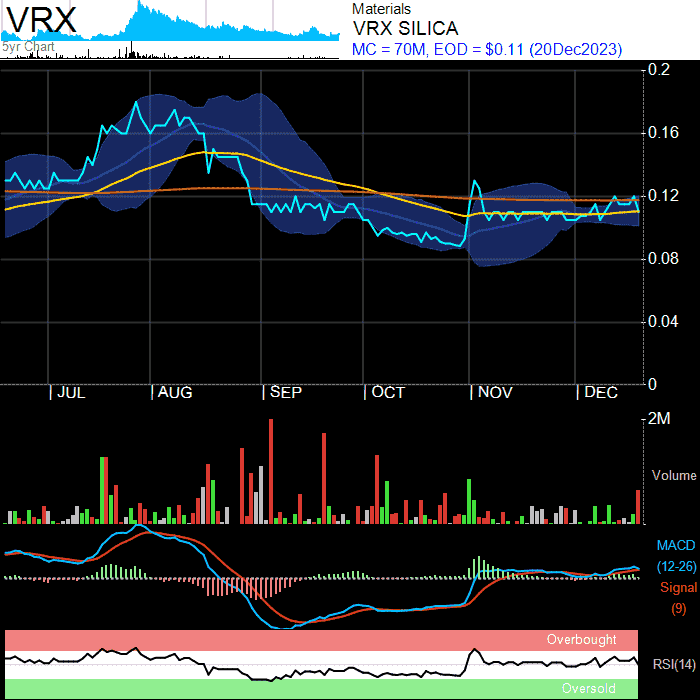 VRX
5yr Chart
Materials
VRX SILICA
MC = 70M, EOD = $0.11 (20Dec2023)
0.2
0.16
0.12
0.08
0.04
0
| JUL | AUG | SEP | OCT | NOV | DEC
2M
Volume
MACD
(12-26)
Signal
(9)
Overbought
RSI(14)
Oversold